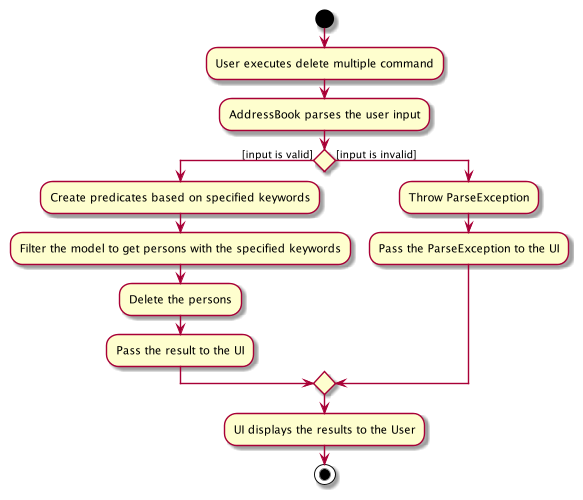 User executes delete multiple command
AddressBook parses the user input
[input is valid]
[input is invalid]
Create predicates based on specified keywords
Throw ParseException
Filter the model to get persons with the specified keywords
Pass the ParseException to the UI
Delete the persons
Pass the result to the UI
UI displays the results to the User